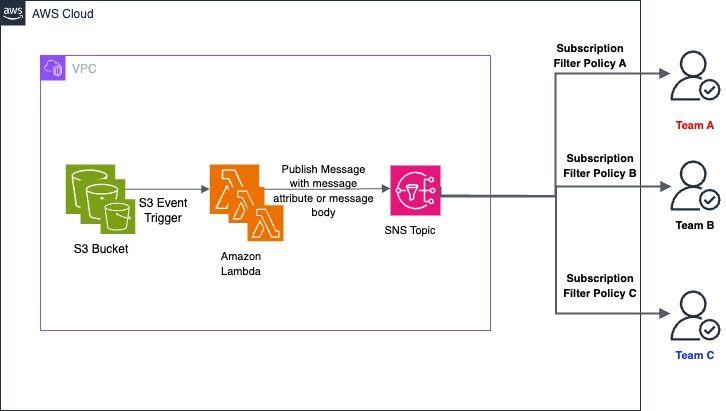 aws
AWS Cloud
VPC
S3 Event
Trigger
S3 Bucket
Amazon
Lambda
Publish Message
with message
attribute or message
body
SNS Topic
Subscription
Filter Policy A
Team A
Subscription
Filter Policy B
Team B
Subscription
Filter Policy C
Team C